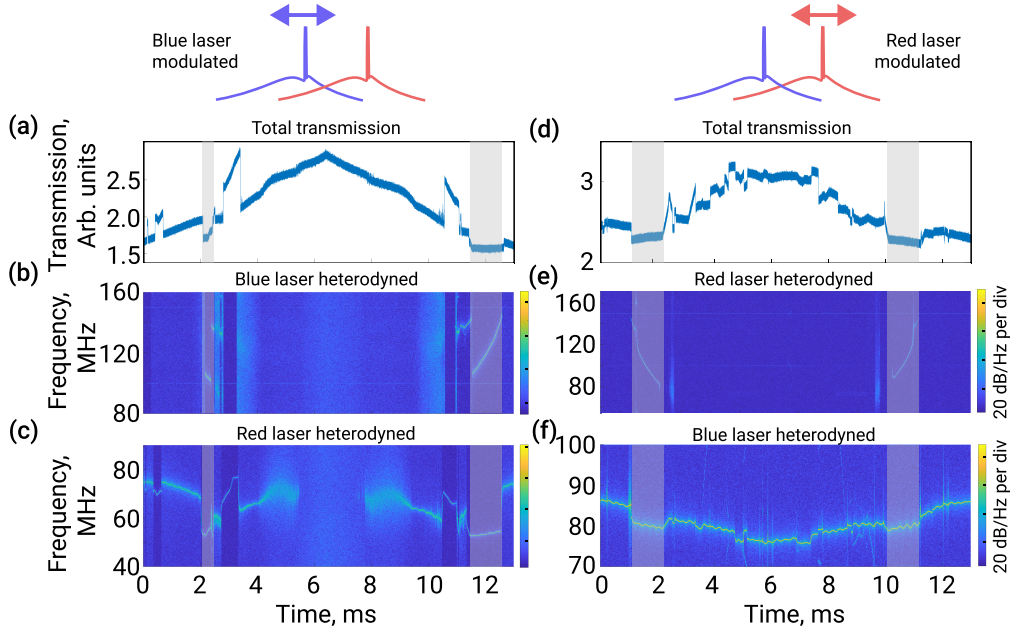 Blue laser
modulated
Red laser
modulated
(a)
Total transmission
Transmission,
Arb. units
2.5
2.0
1.5
(b)
Blue laser heterodyned
Frequency,
MHz
160
120
80
(c)
Red laser heterodyned
Frequency,
MHz
80
60
40
0 2 4 6 8 10 12
Time, ms
(d)
Total transmission
3
2
(e)
Red laser heterodyned
160
120
80
20 dB/Hz per div
(f)
Blue laser heterodyned
100
90
80
70
20 dB/Hz per div
0 2 4 6 8 10 12
Time, ms